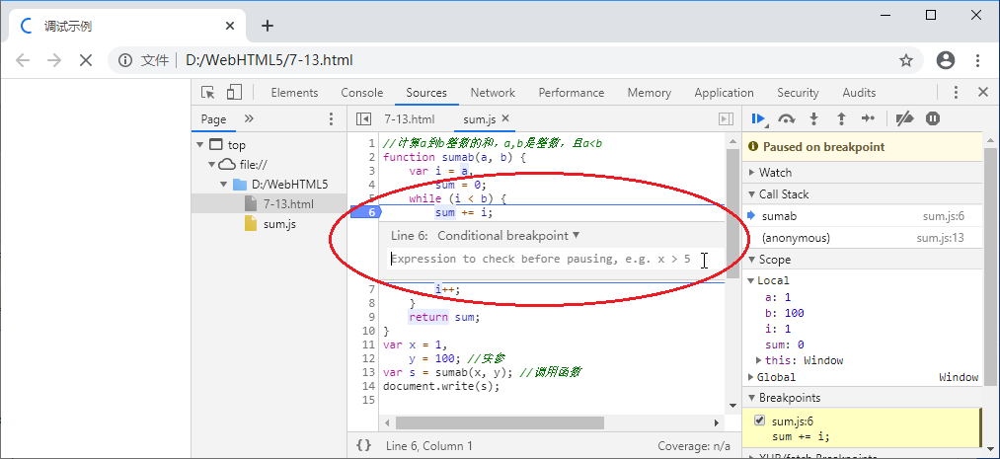 调试示例
文件 D:/WebHTML5/7-13.html
Elements Console Sources Network Performance Memory Application Security Audits
Page
top
file://
D:/WebHTML5
7-13.html
sum.js
7-13.html sum.js
1 //计算a到b整数的和，a,b是整数，且a<b
2 function sumab(a, b) {
3 var i = a,
4 sum = 0;
5 while (i < b) {
6 sum += i;
Line 6: Conditional breakpoint
Expression to check before pausing, e.g. x > 5
7 i++;
8 }
9 return sum;
10 }
11 var x = 1,
12 y = 100; //实参
13 var s = sumab(x, y); //调用函数
14 document.write(s);
15
{} Line 6, Column 1 Coverage: n/a
Paused on breakpoint
Watch
Call Stack
sumab sum.js:6
(anonymous) sum.js:13
Scope
Local
a: 1
b: 100
i: 1
sum: 0
this: Window
Global Window
Breakpoints
sum.js:6
sum += i;
XHR/fetch Breakpoints